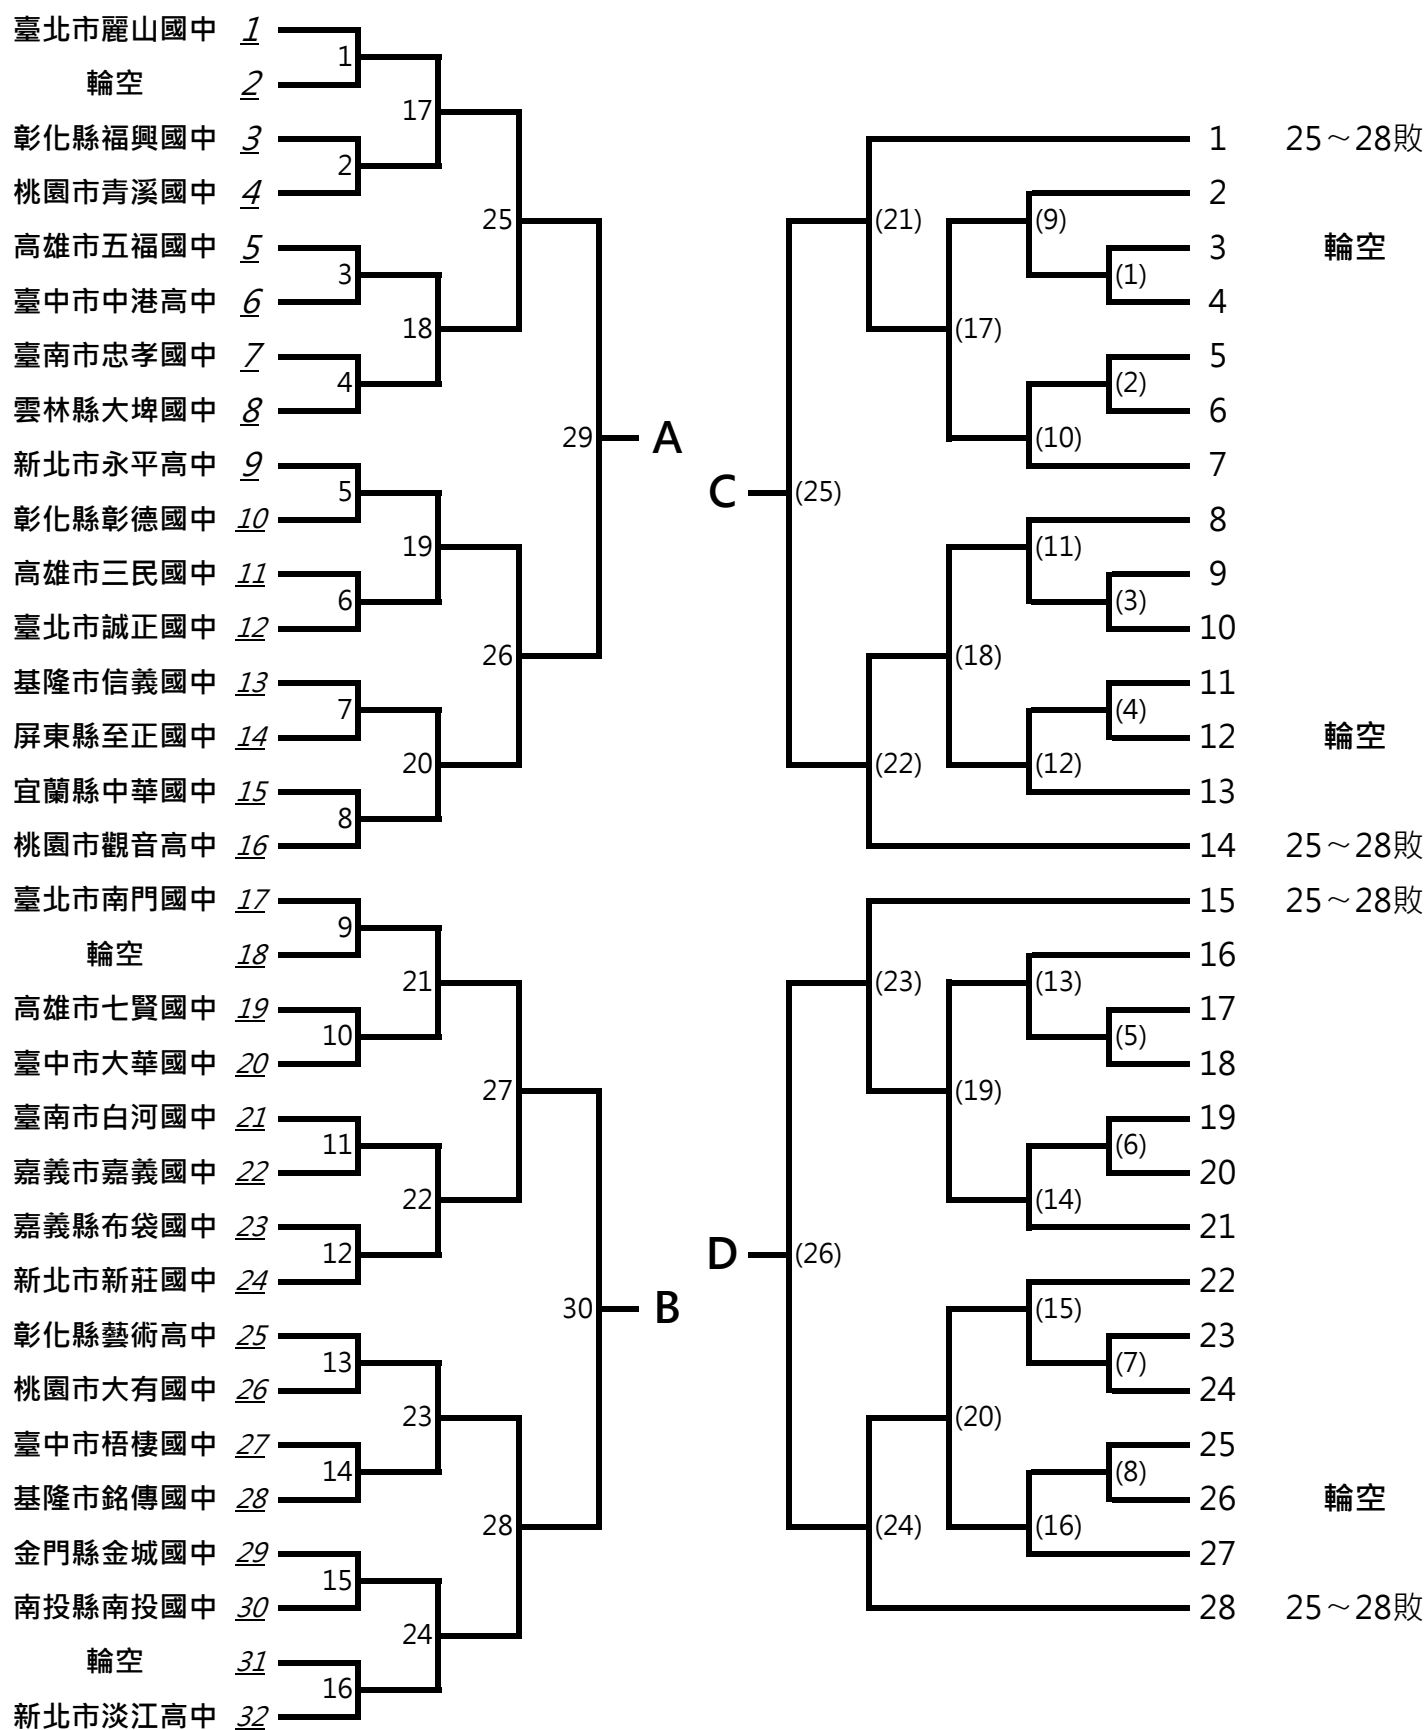 臺北市麗山國中 1
1
輪空 2
17
彰化縣福興國中 3
2
桃園市青溪國中 4
25
高雄市五福國中 5
3
臺中市中港高中 6
18
臺南市忠孝國中 7
4
雲林縣大埤國中 8
29 A
新北市永平高中 9
5
彰化縣彰德國中 10
19
高雄市三民國中 11
6
臺北市誠正國中 12
26
基隆市信義國中 13
7
屏東縣至正國中 14
20
宜蘭縣中華國中 15
8
桃園市觀音高中 16
臺北市南門國中 17
9
輪空 18
21
高雄市七賢國中 19
10
臺中市大華國中 20
27
臺南市白河國中 21
11
嘉義市嘉義國中 22
22
嘉義縣布袋國中 23
12
新北市新莊國中 24
30 B
彰化縣藝術高中 25
13
桃園市大有國中 26
23
臺中市梧棲國中 27
14
基隆市銘傳國中 28
28
金門縣金城國中 29
15
南投縣南投國中 30
24
輪空 31
16
新北市淡江高中 32
1 25～28敗
2
(21) (9)
3 輪空
(1)
4
(17)
5
(2)
6
(10)
7
C (25)
8
(11)
9
(3)
10
(18)
11
(4)
12 輪空
(22) (12)
13
14 25～28敗
15 25～28敗
16
(23) (13)
17
(5)
18
(19)
19
(6)
20
(14)
21
D (26)
22
(15)
23
(7)
24
(20)
25
(8)
26 輪空
(24) (16)
27
28 25～28敗